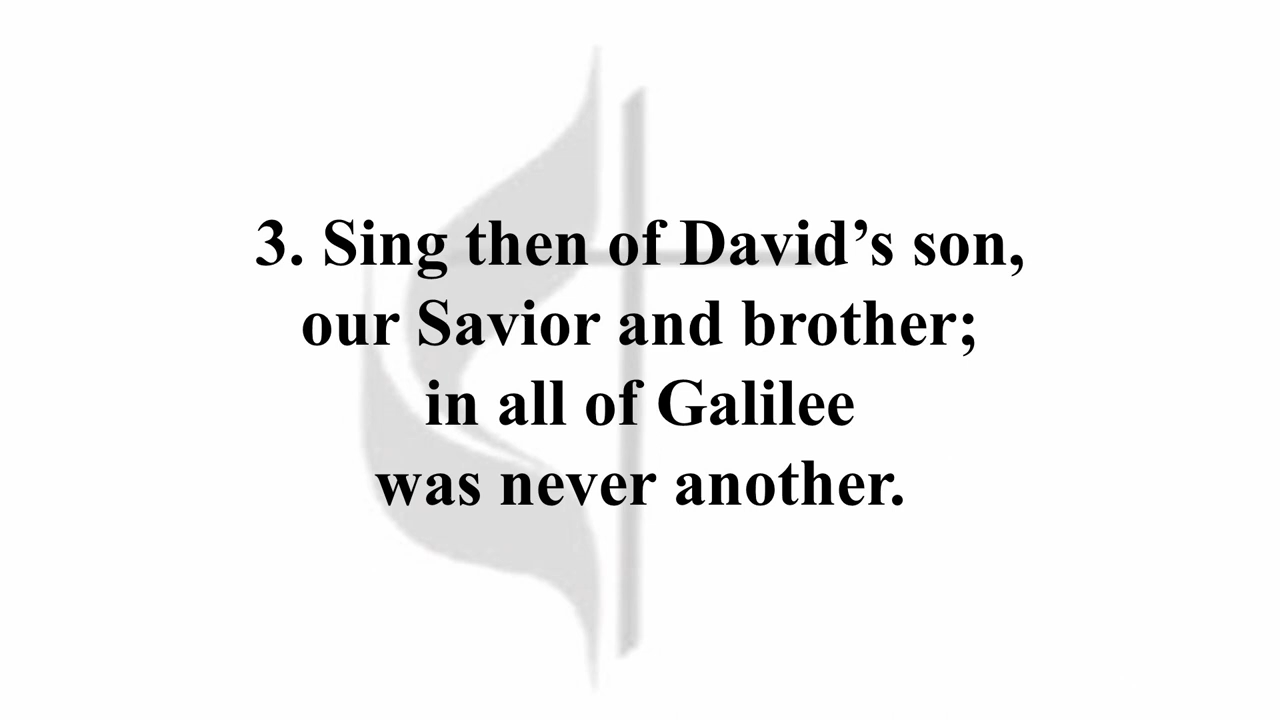 3. Sing then of David’s son,
our Savior and brother;
in all of Galilee
was never another.